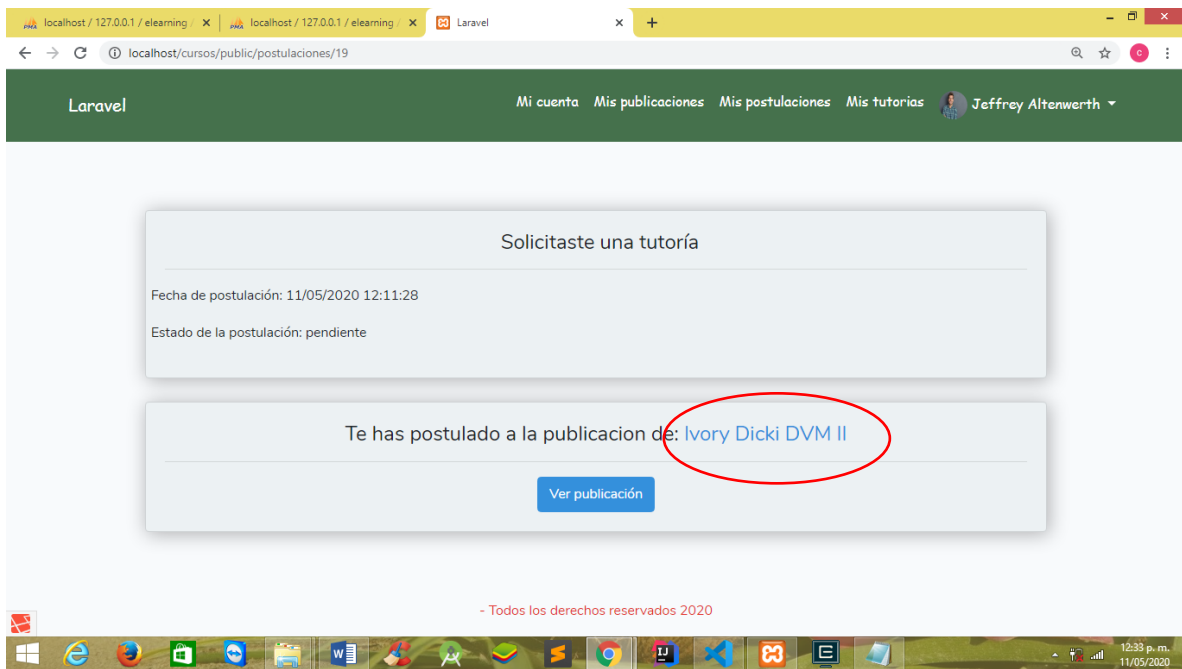 localhost / 127.0.0.1 / elearning / localhost / 127.0.0.1 / elearning / Laravel
localhost/cursos/public/postulaciones/19
Laravel Mi cuenta Mis publicaciones Mis postulaciones Mis tutorias Jeffrey Altenwerth
Solicitaste una tutoría
Fecha de postulación: 11/05/2020 12:11:28
Estado de la postulación: pendiente
Te has postulado a la publicacion de: Ivory Dicki DVM II
Ver publicación
- Todos los derechos reservados 2020
12:33 p. m.
11/05/2020